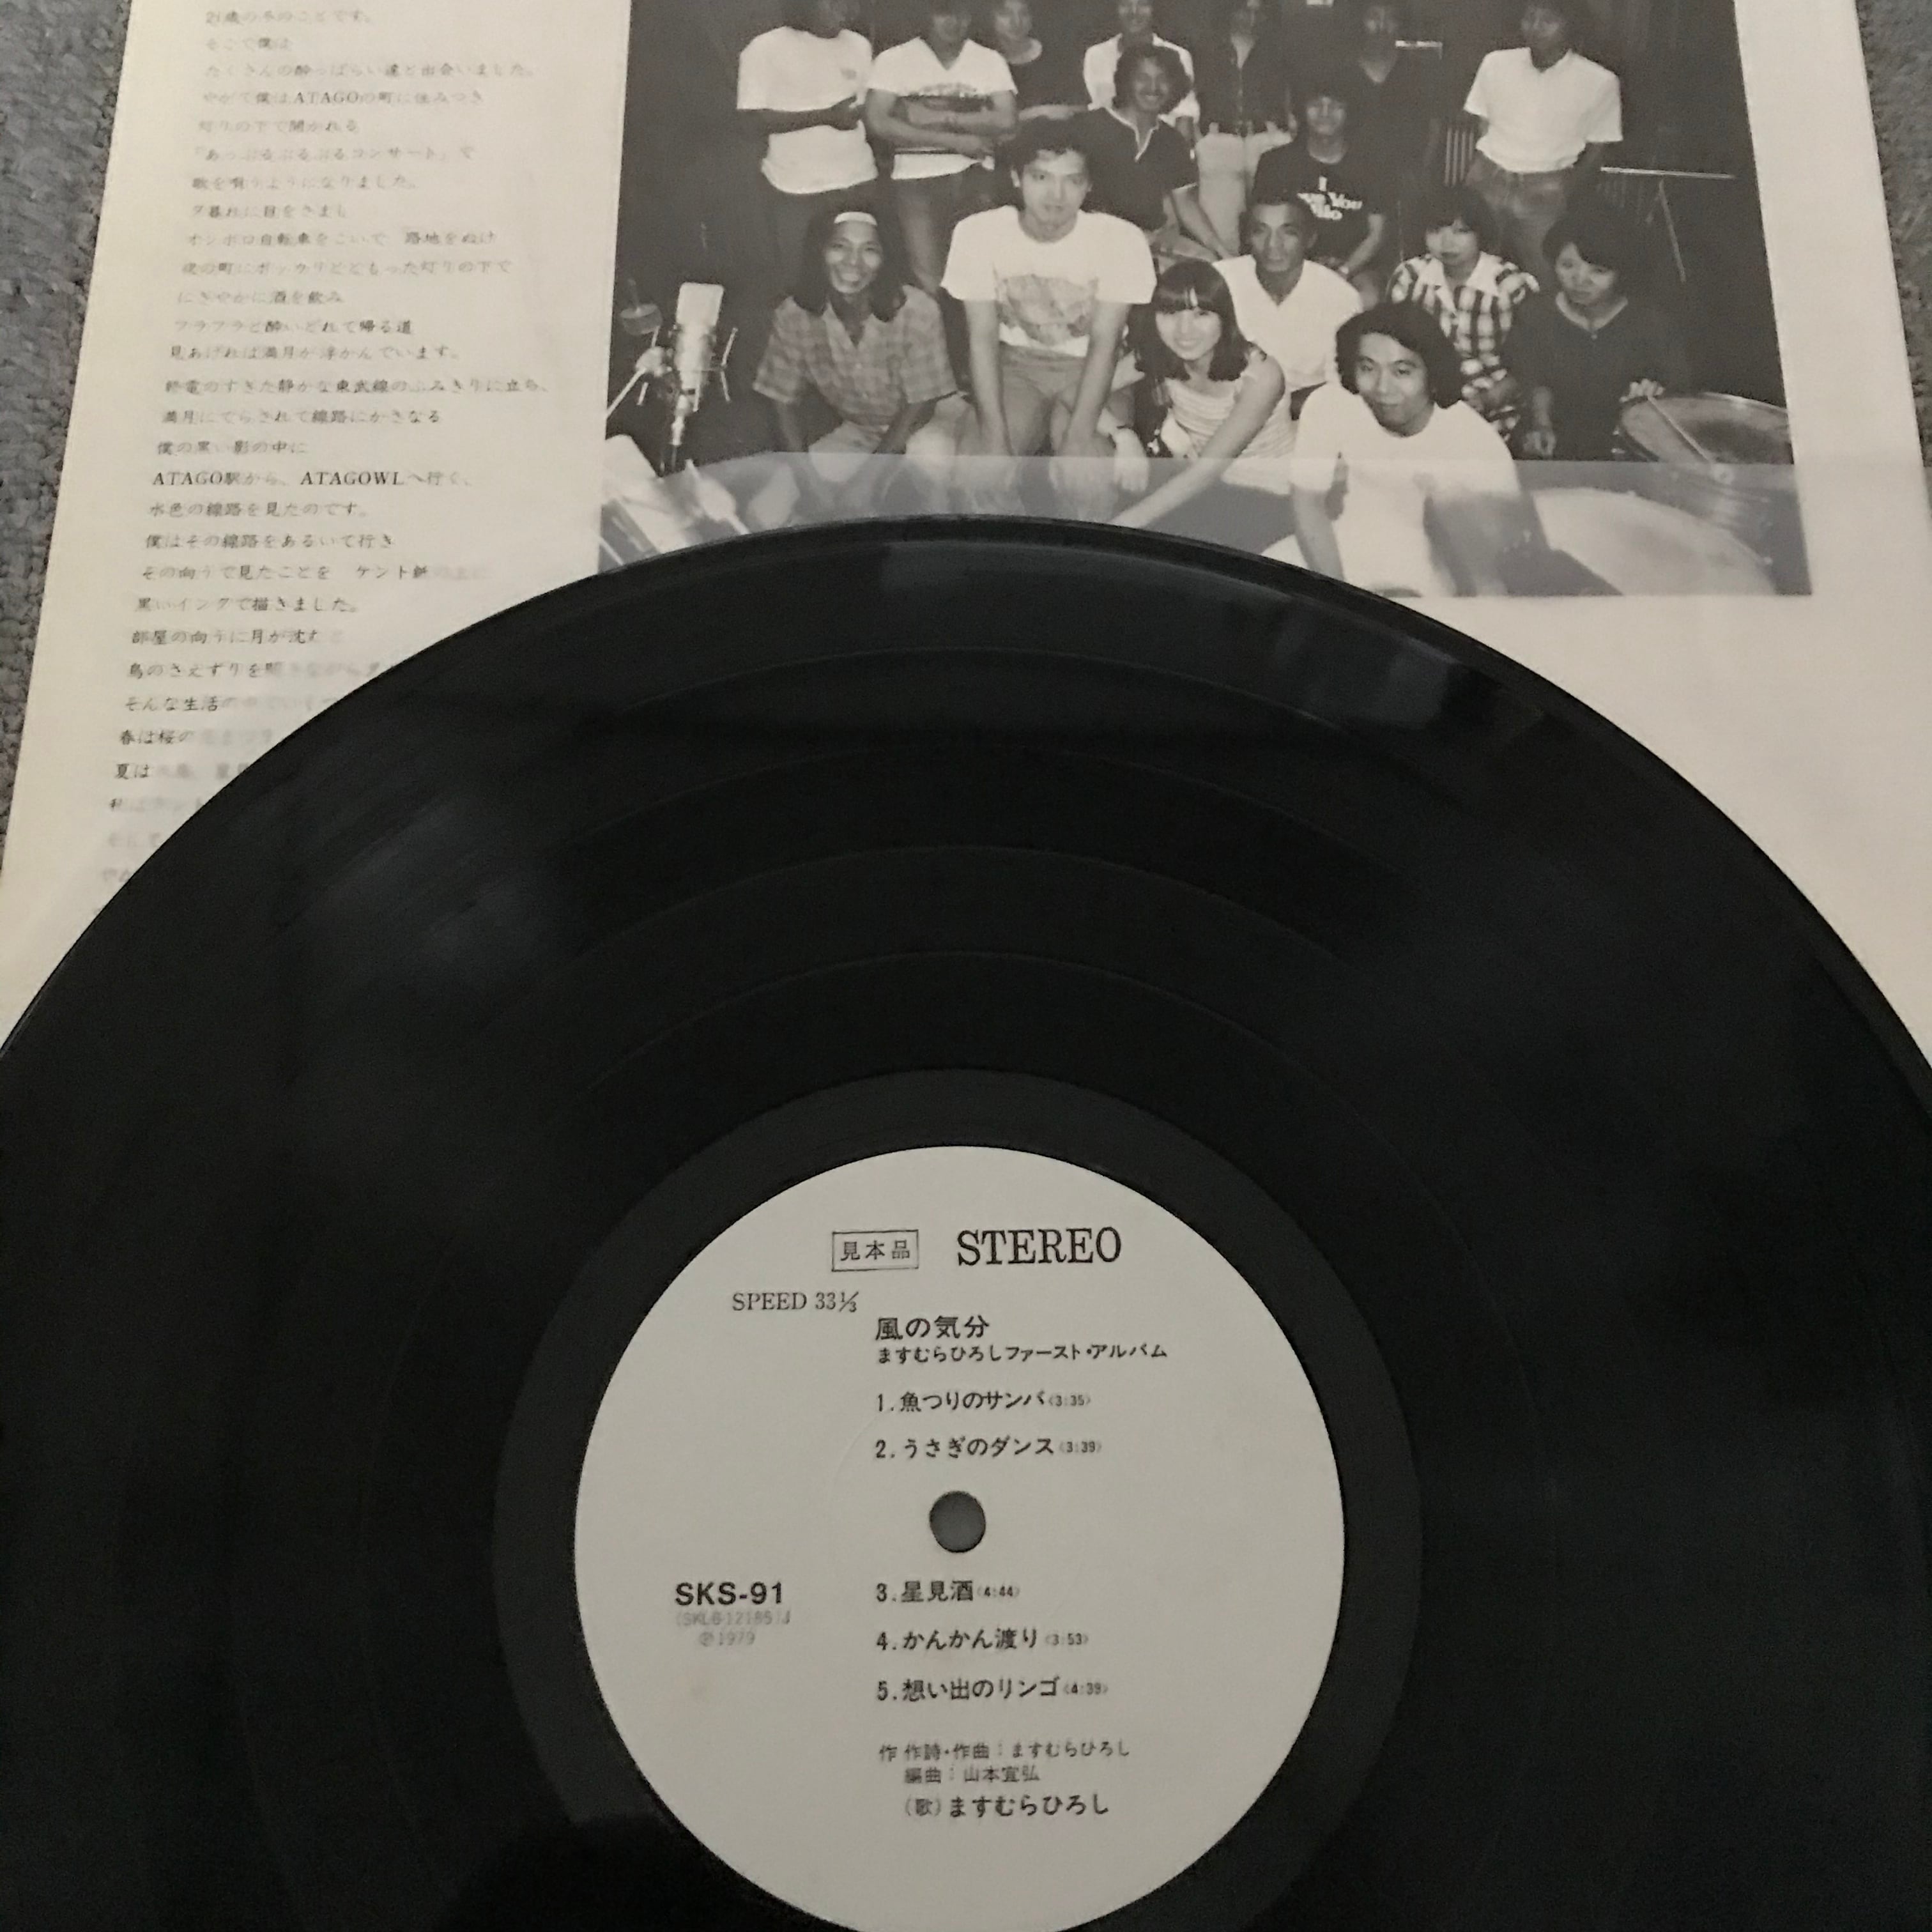 21歳の冬のことです。
そこで僕は
たくさんの酔っぱらい達と出会いました。
やがて僕はATAGOの町に住みつき
灯りの下で開かれる
「あっぷるぷるぷるコンサート」で
歌を唄うようになりました。
夕暮れに目をさまし
オンボロ自転車をこいで 路地をぬけ
夜の町にポッカリとともった灯りの下で
にぎやかに酒を飲み
フラフラと酔いどれて帰る道
見あげれば満月が浮かんでいます。
終電のすぎた静かな東武線のふみきりに立ち、
満月にてらされて線路にかさなる
僕の黒い影の中に
ATAGO駅から、ATAGOWLへ行く、
水色の線路を見たのです。
僕はその線路をあるいて行き
その向うで見たことを ケント紙の上に
黒いインクで描きました。
部屋の向うに月が沈む
鳥のさえずりを聞きながら
そんな生活の
春は桜の
夏は
I
You
見本品 STEREO
SPEED 33⅓
風の気分
ますむらひろしファースト・アルバム
1.魚つりのサンバ(3:35)
2.うさぎのダンス(3:39)
SKS-91
℗1979
3.星見酒(4:44)
4.かんかん渡り(3:53)
5.想い出のリンゴ(4:39)
作 作詩・作曲:ますむらひろし
編曲:山本宜弘
(歌)ますむらひろし